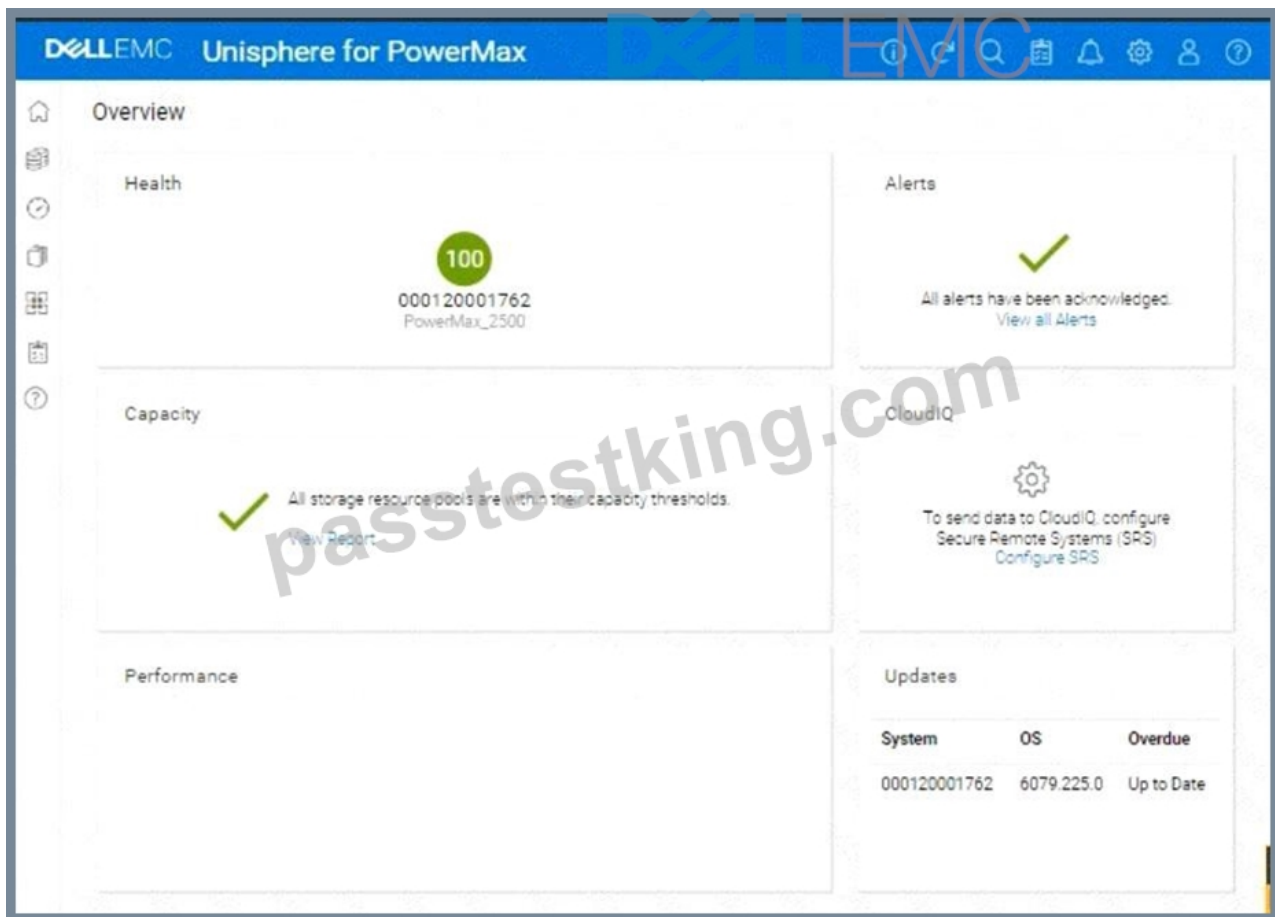 DELLEMC Unisphere for PowerMax
DELLEMC
Overview
Health
100
000120001762
PowerMax_2500
Alerts
All alerts have been acknowledged.
View all Alerts
Capacity
All storage resource pools are within their capacity thresholds.
View Report
CloudIQ
To send data to CloudIQ, configure
Secure Remote Systems (SRS)
Configure SRS
Performance
Updates
System OS Overdue
000120001762 6079.225.0 Up to Date
passtestking.com